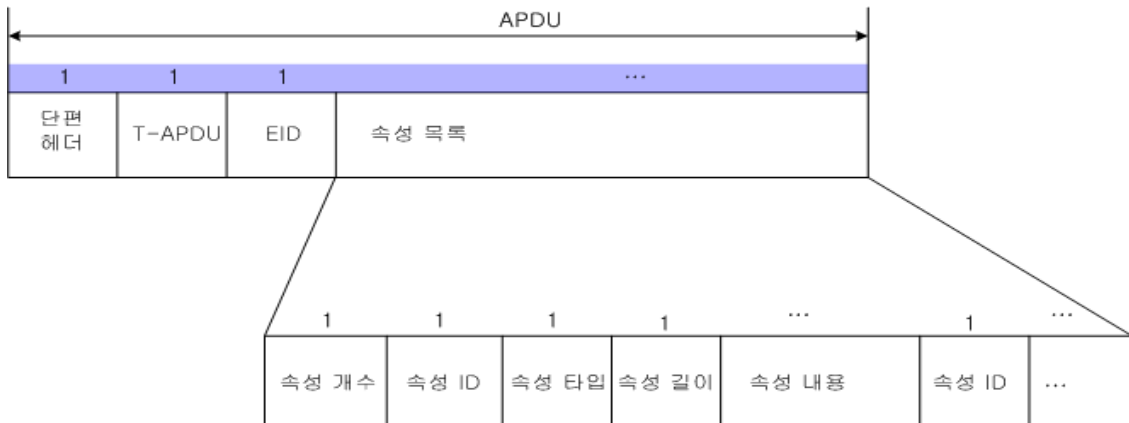 APDU
1 1 1 ...
단편 헤더 T-APDU EID 속성 목록
1 1 1 1 ... 1 ...
속성 개수 속성 ID 속성 타입 속성 길이 속성 내용 속성 ID ...